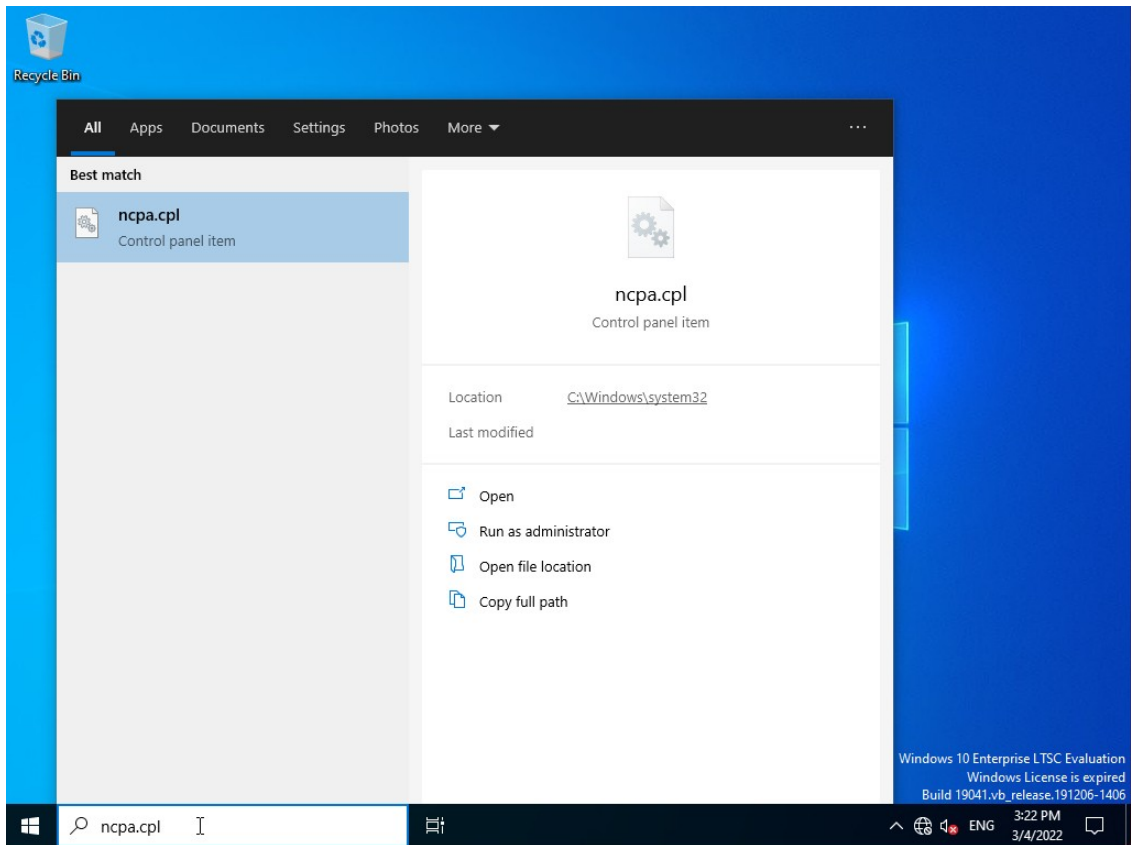 Recycle Bin
All Apps Documents Settings Photos More
Best match
ncpa.cpl
Control panel item
ncpa.cpl
Control panel item
Location C:\Windows\system32
Last modified
Open
Run as administrator
Open file location
Copy full path
Windows 10 Enterprise LTSC Evaluation
Windows License is expired
Build 19041.vb_release.191206-1406
ncpa.cpl
ENG
3:22 PM
3/4/2022